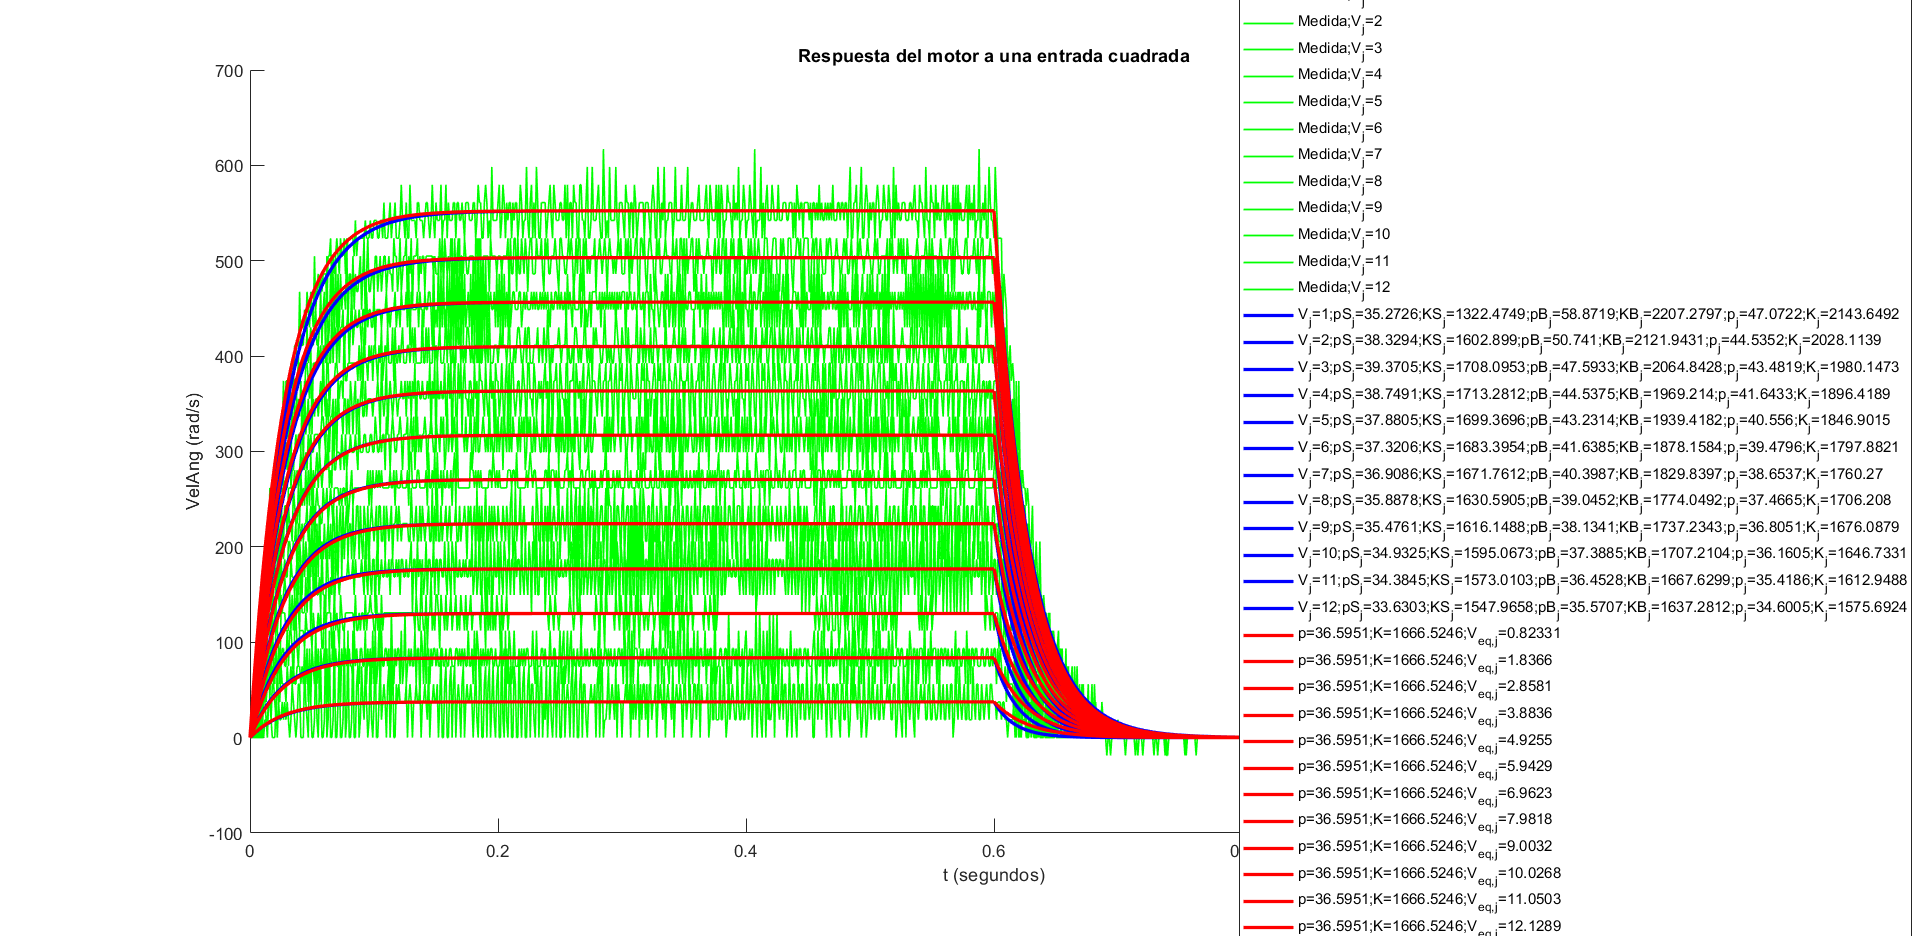 Respuesta del motor a una entrada cuadrada
700
600
500
400
300
200
100
0
-100
VelAng (rad/s)
0
0.2
0.4
0.6
0
t (segundos)
j
Medida;Vj=2
Medida;Vj=3
Medida;Vj=4
Medida;Vj=5
Medida;Vj=6
Medida;Vj=7
Medida;Vj=8
Medida;Vj=9
Medida;Vj=10
Medida;Vj=11
Medida;Vj=12
Vj=1;pSj=35.2726;KSj=1322.4749;pBj=58.8719;KBj=2207.2797;pj=47.0722;Kj=2143.6492
Vj=2;pSj=38.3294;KSj=1602.899;pBj=50.741;KBj=2121.9431;pj=44.5352;Kj=2028.1139
Vj=3;pSj=39.3705;KSj=1708.0953;pBj=47.5933;KBj=2064.8428;pj=43.4819;Kj=1980.1473
Vj=4;pSj=38.7491;KSj=1713.2812;pBj=44.5375;KBj=1969.214;pj=41.6433;Kj=1896.4189
Vj=5;pSj=37.8805;KSj=1699.3696;pBj=43.2314;KBj=1939.4182;pj=40.556;Kj=1846.9015
Vj=6;pSj=37.3206;KSj=1683.3954;pBj=41.6385;KBj=1878.1584;pj=39.4796;Kj=1797.8821
Vj=7;pSj=36.9086;KSj=1671.7612;pBj=40.3987;KBj=1829.8397;pj=38.6537;Kj=1760.27
Vj=8;pSj=35.8878;KSj=1630.5905;pBj=39.0452;KBj=1774.0492;pj=37.4665;Kj=1706.208
Vj=9;pSj=35.4761;KSj=1616.1488;pBj=38.1341;KBj=1737.2343;pj=36.8051;Kj=1676.0879
Vj=10;pSj=34.9325;KSj=1595.0673;pBj=37.3885;KBj=1707.2104;pj=36.1605;Kj=1646.7331
Vj=11;pSj=34.3845;KSj=1573.0103;pBj=36.4528;KBj=1667.6299;pj=35.4186;Kj=1612.9488
Vj=12;pSj=33.6303;KSj=1547.9658;pBj=35.5707;KBj=1637.2812;pj=34.6005;Kj=1575.6924
p=36.5951;K=1666.5246;Veq,j=0.82331
p=36.5951;K=1666.5246;Veq,j=1.8366
p=36.5951;K=1666.5246;Veq,j=2.8581
p=36.5951;K=1666.5246;Veq,j=3.8836
p=36.5951;K=1666.5246;Veq,j=4.9255
p=36.5951;K=1666.5246;Veq,j=5.9429
p=36.5951;K=1666.5246;Veq,j=6.9623
p=36.5951;K=1666.5246;Veq,j=7.9818
p=36.5951;K=1666.5246;Veq,j=9.0032
p=36.5951;K=1666.5246;Veq,j=10.0268
p=36.5951;K=1666.5246;Veq,j=11.0503
p=36.5951;K=1666.5246;Veq,j=12.1289